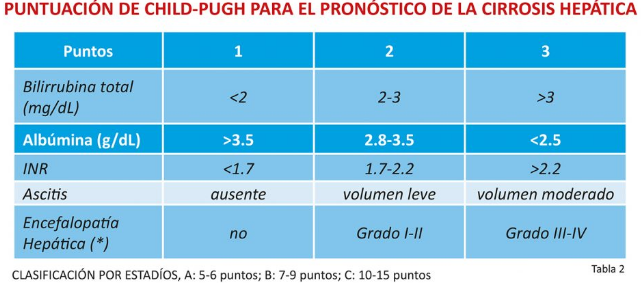 PUNTUACIÓN DE CHILD-PUGH PARA EL PRONÓSTICO DE LA CIRROSIS HEPÁTICA
Puntos 1 2 3
Bilirrubina total
(mg/dL) <2 2-3 >3
Albúmina (g/dL) >3.5 2.8-3.5 <2.5
INR <1.7 1.7-2.2 >2.2
Ascitis ausente volumen leve volumen moderado
Encefalopatía
Hepática (*) no Grado I-II Grado III-IV
CLASIFICACIÓN POR ESTADÍOS, A: 5-6 puntos; B: 7-9 puntos; C: 10-15 puntos
Tabla 2